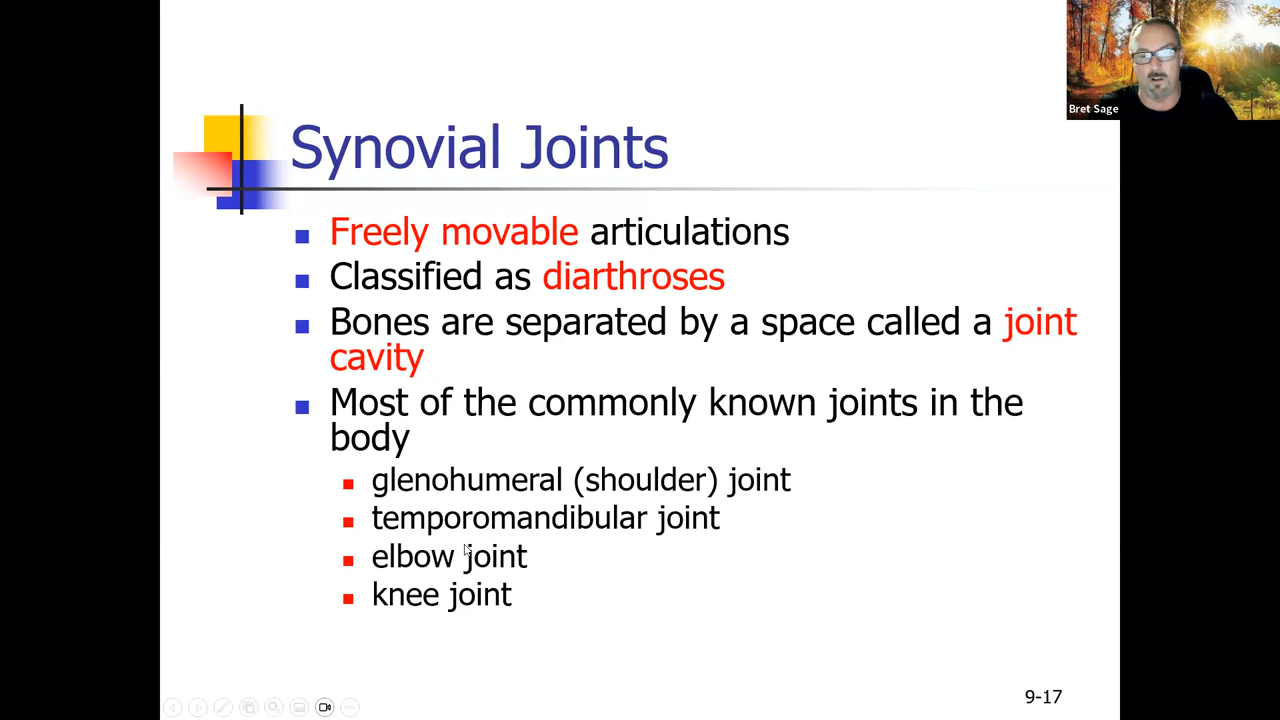 Bret Sage
Synovial Joints
Freely movable articulations
Classified as diarthroses
Bones are separated by a space called a joint
cavity
Most of the commonly known joints in the
body
glenohumeral (shoulder) joint
temporomandibular joint
elbow joint
knee joint
9-17